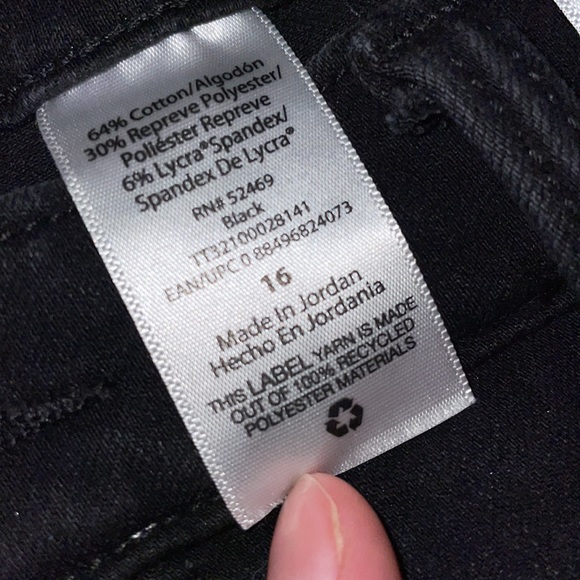 64% Cotton/Algodón
30% Repreve Polyester/
Poliéster Repreve
6% Lycra®Spandex/
Spandex De Lycra®
RN# 52469
Black
TT32100028141
EAN/UPC 0 88496824073
16
Made In Jordan
Hecho En Jordania
THIS LABEL YARN IS MADE
OUT OF 100% RECYCLED
POLYESTER MATERIALS